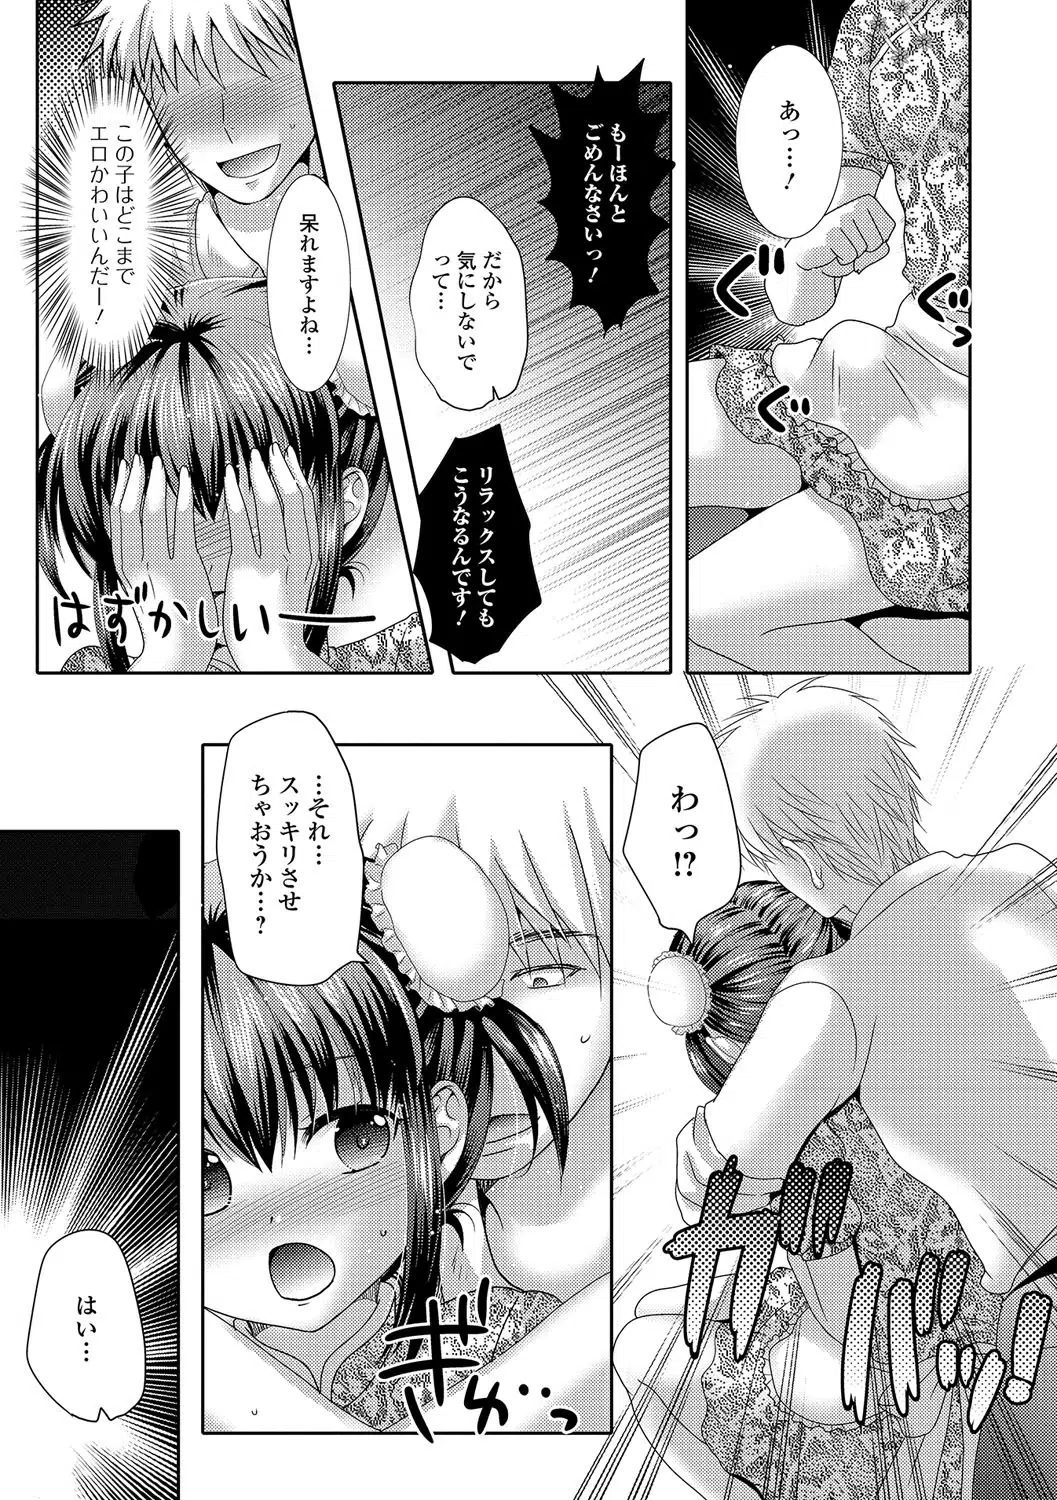 あっ…！
ぐ
ぐっ
ぐ
もーほんと
ごめんなさいっ！
だから
気にしないで
って…
リラックスしても
こうなるんです！
呆れますよね…
この子はどこまで
エロかわいいんだー！
はずかしいー
わっ!?
ガバッ！
…それ…
スッキリさせ
ちゃおうか…？
ぎゅっ
はい…